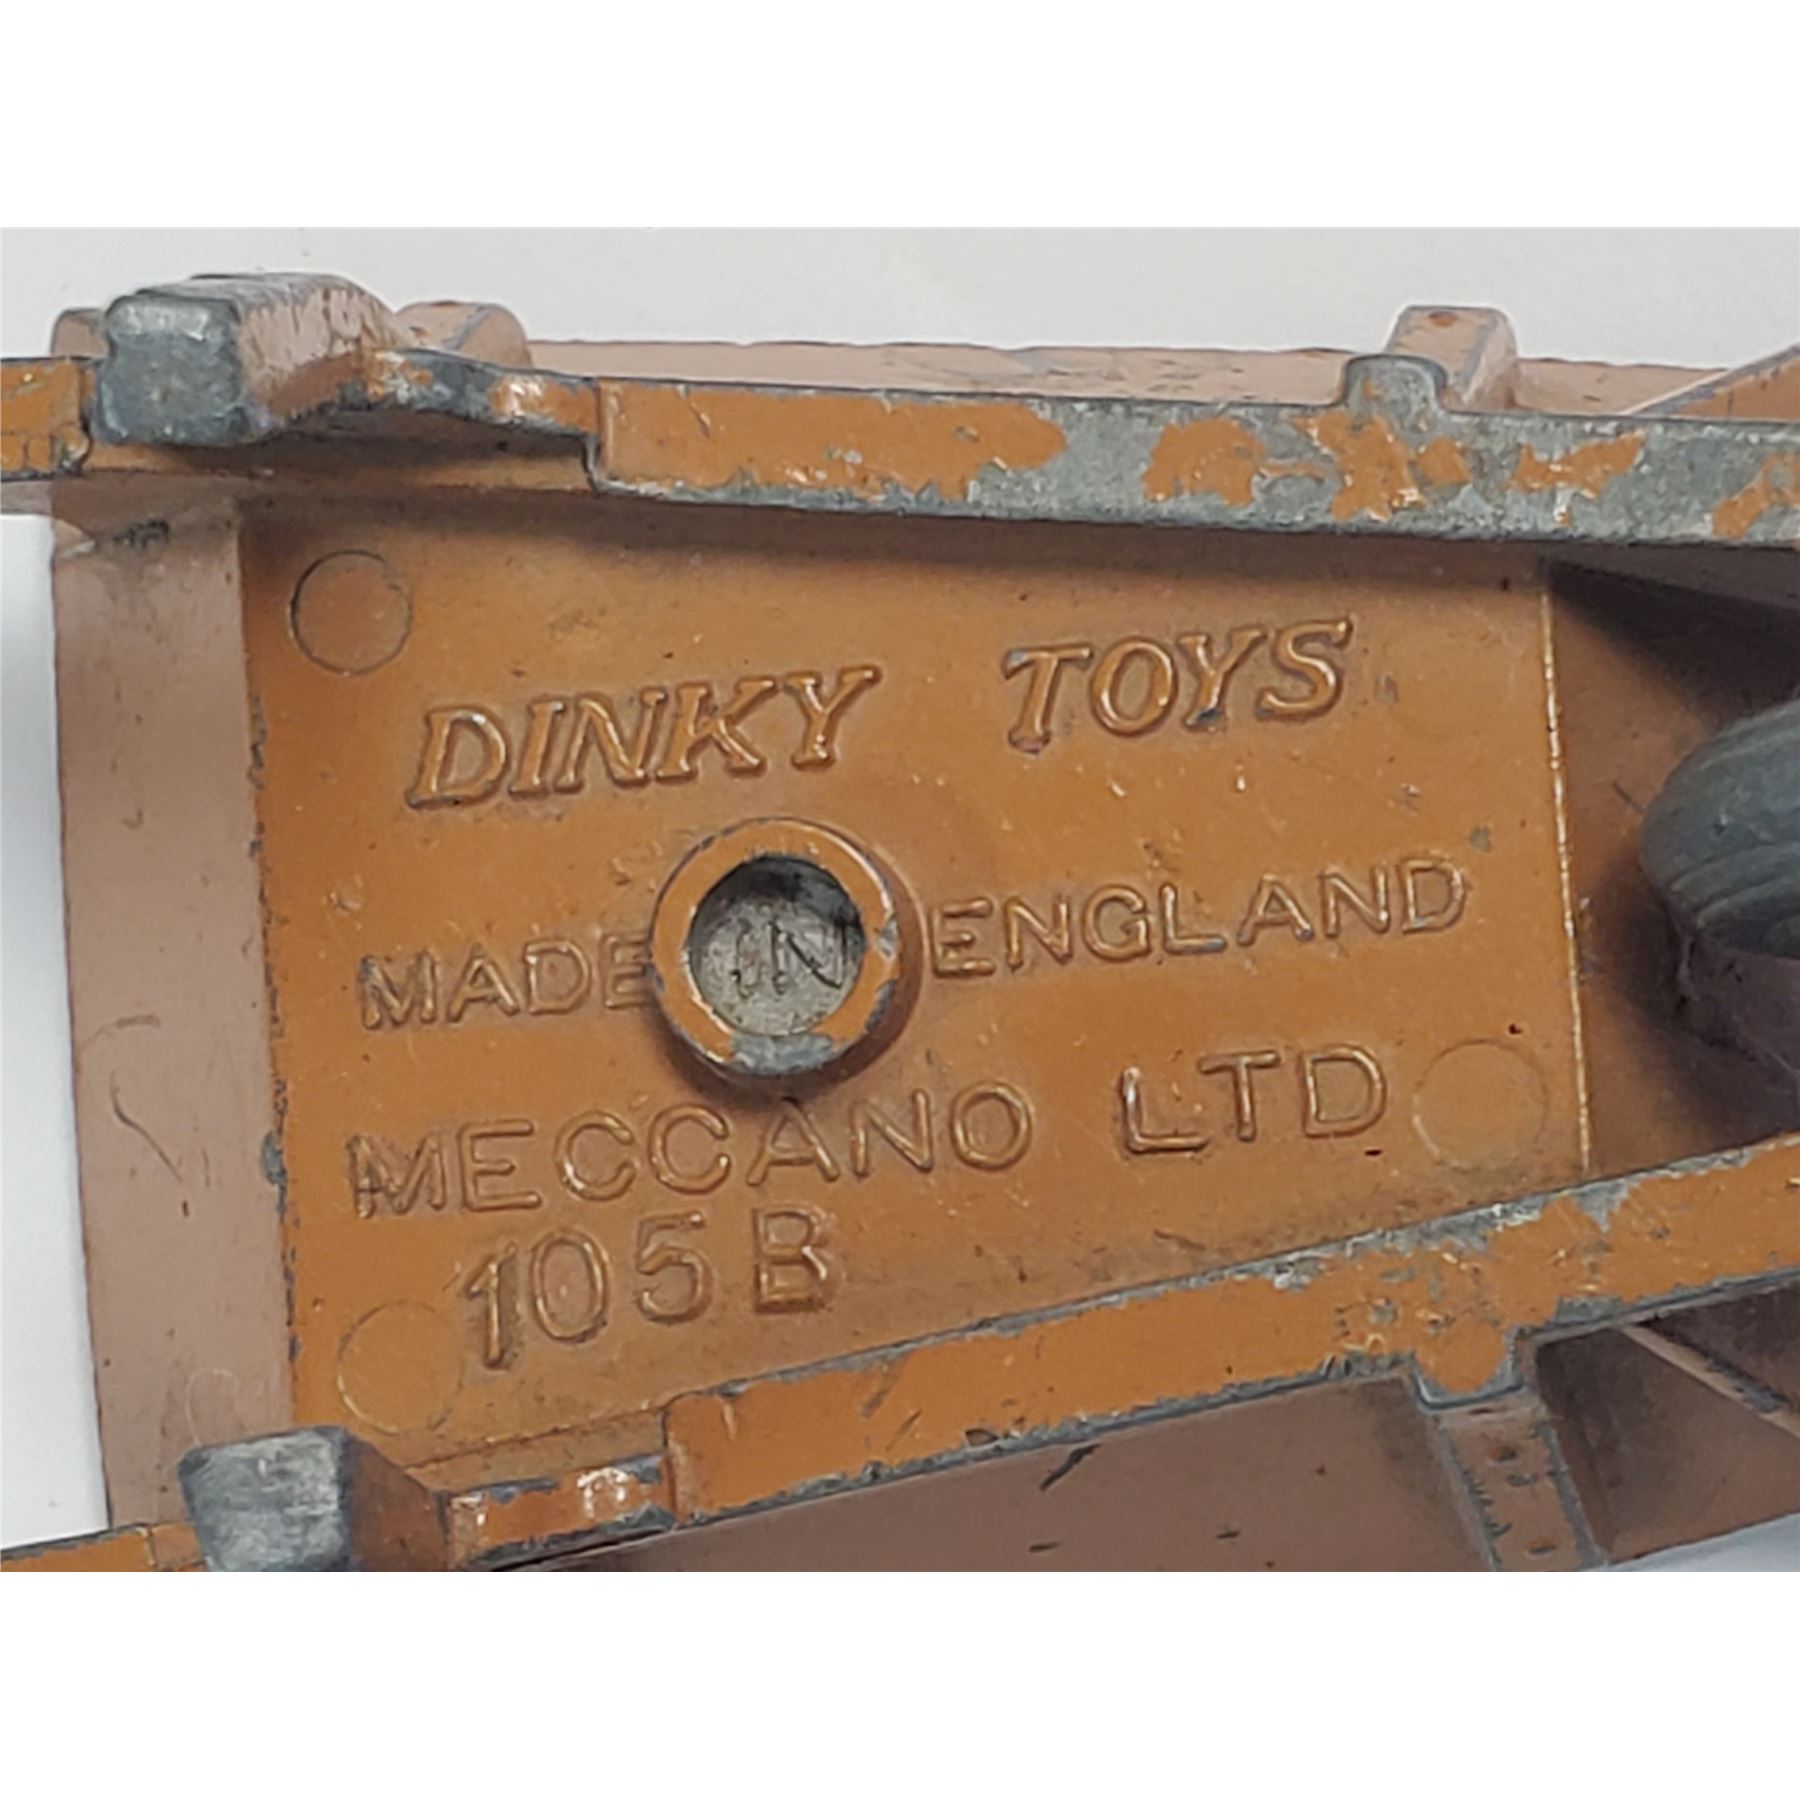 DINKY TOYS
MADE IN ENGLAND
MECCANO LTD
105B